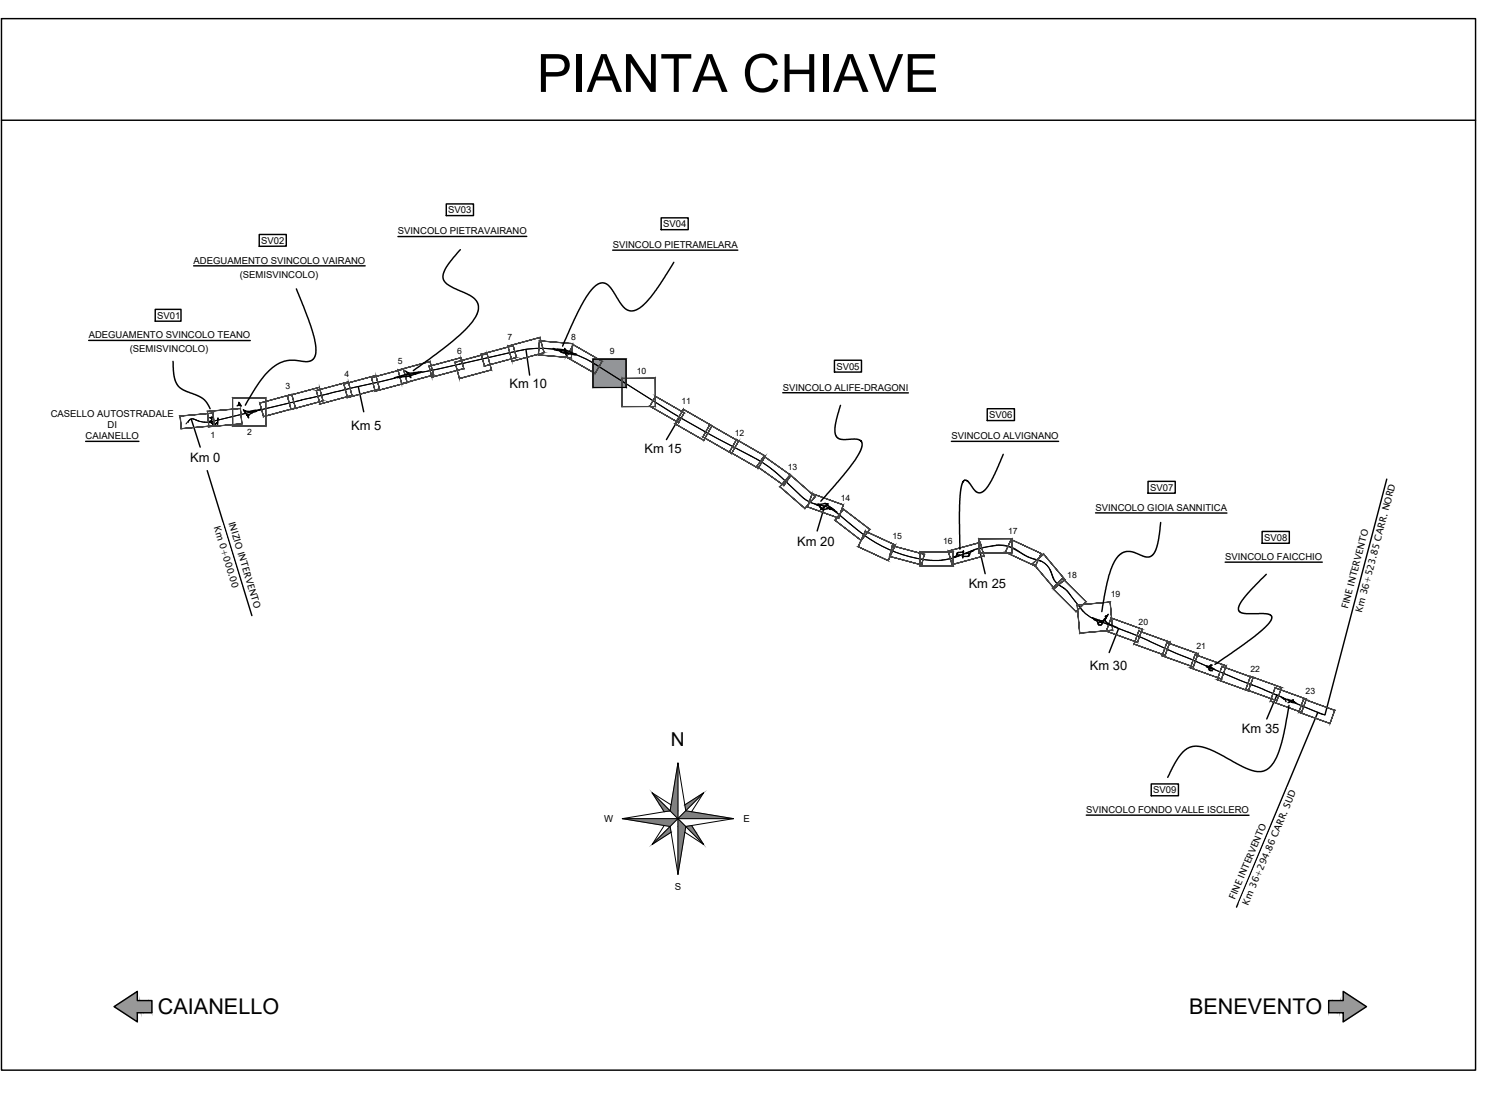 PIANTA CHIAVE
SV01
ADEGUAMENTO SVINCOLO TEANO
(SEMISVINCOLO)
SV02
ADEGUAMENTO SVINCOLO VAIRANO
(SEMISVINCOLO)
SV03
SVINCOLO PIETRAVAIRANO
SV04
SVINCOLO PIETRAMELARA
SV05
SVINCOLO ALIFE-DRAGONI
SV06
SVINCOLO ALVIGNANO
SV07
SVINCOLO GIOIA SANNITICA
SV08
SVINCOLO FAICCHIO
SV09
SVINCOLO FONDO VALLE ISCLERO
CASELLO AUTOSTRADALE
DI
CAIANELLO
1
2
3
4
5
6
7
8
9
10
11
12
13
14
15
16
17
18
19
20
21
22
23
Km 0
Km 5
Km 10
Km 15
Km 20
Km 25
Km 30
Km 35
INIZIO INTERVENTO
Km 0+000.00
FINE INTERVENTO
Km 36+523.85 CARR. NORD
FINE INTERVENTO
Km 36+294.86 CARR. SUD
N
W
E
S
CAIANELLO
BENEVENTO